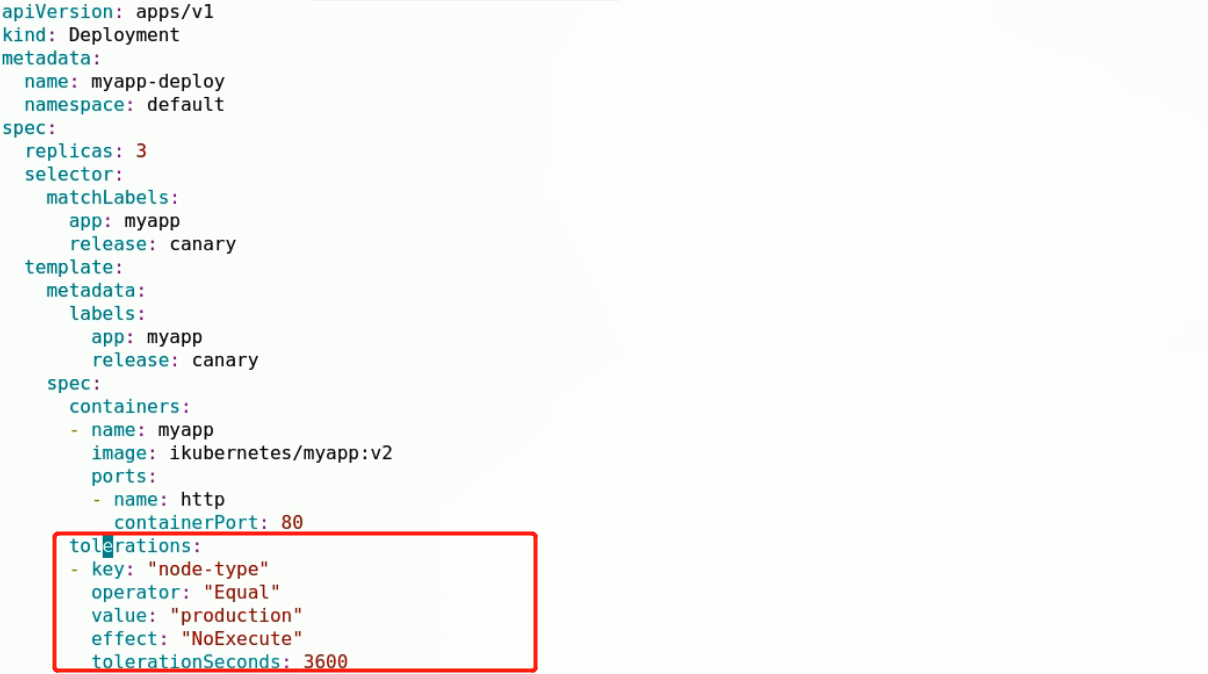 apiVersion: apps/v1
kind: Deployment
metadata:
  name: myapp-deploy
  namespace: default
spec:
  replicas: 3
  selector:
    matchLabels:
      app: myapp
      release: canary
  template:
    metadata:
      labels:
        app: myapp
        release: canary
    spec:
      containers:
      - name: myapp
        image: ikubernetes/myapp:v2
        ports:
        - name: http
          containerPort: 80
      tolerations:
      - key: "node-type"
        operator: "Equal"
        value: "production"
        effect: "NoExecute"
        tolerationSeconds: 3600